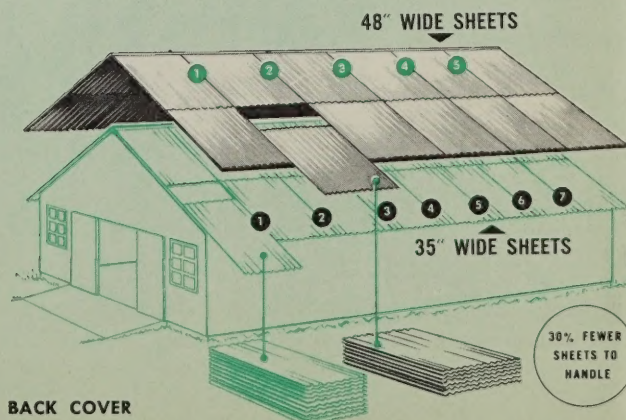 48" WIDE SHEETS
1 2 3 4 5
1 2 3 4 5 6 7
35" WIDE SHEETS
30% FEWER
SHEETS TO
HANDLE
BACK COVER